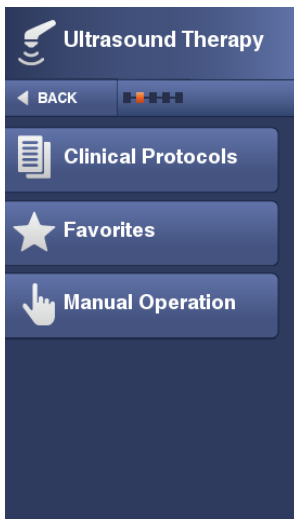 Ultrasound Therapy
BACK
Clinical Protocols
Favorites
Manual Operation